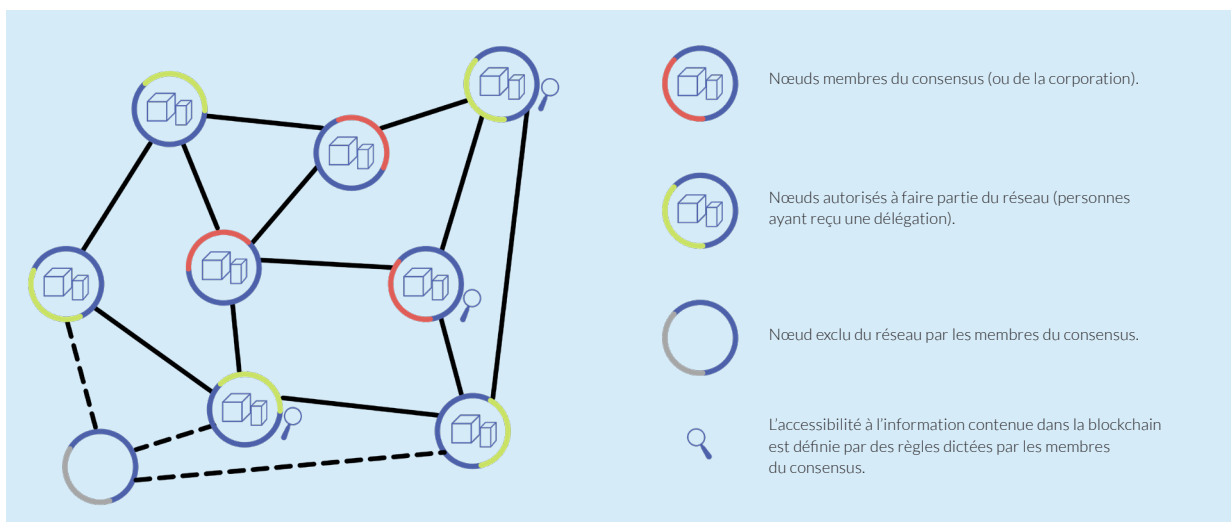 Nœuds membres du consensus (ou de la corporation).
Nœuds autorisés à faire partie du réseau (personnes
ayant reçu une délégation).
Nœud exclu du réseau par les membres du consensus.
L’accessibilité à l’information contenue dans la blockchain
est définie par des règles dictées par les membres
du consensus.